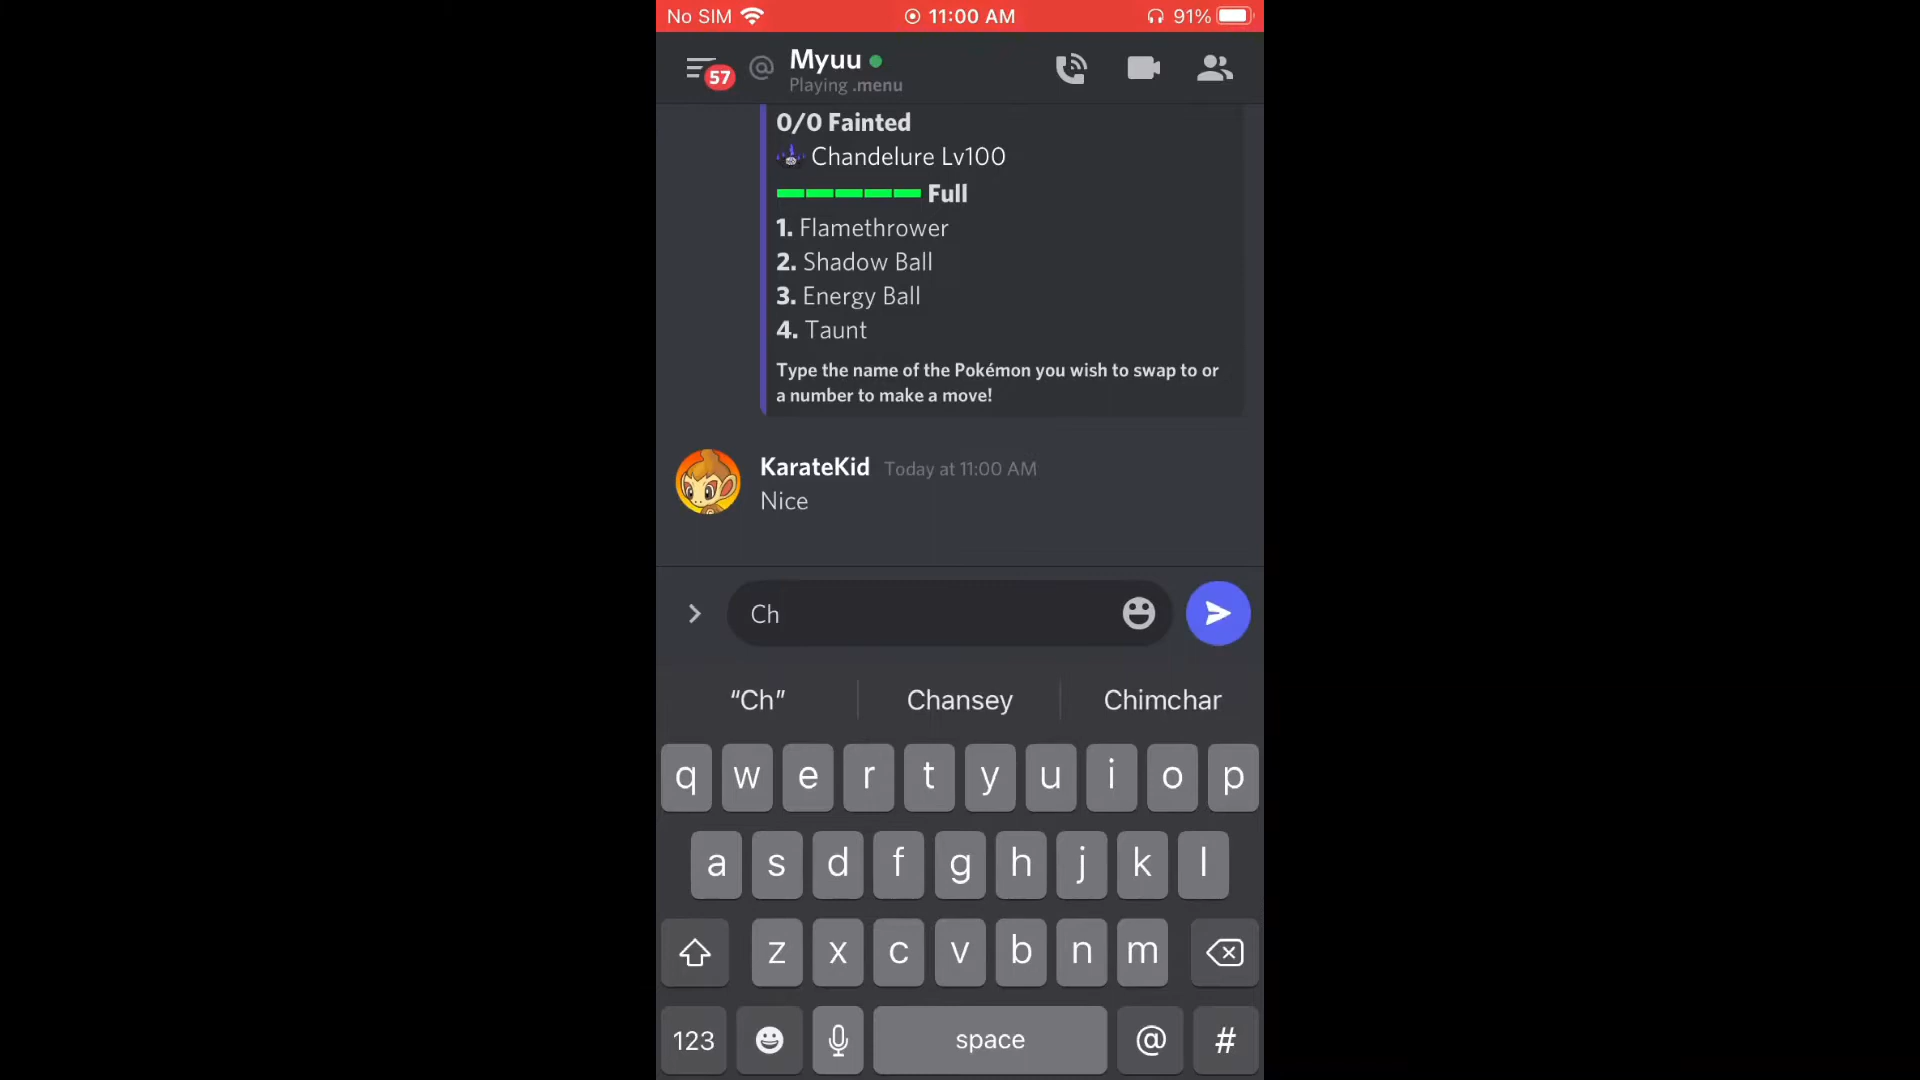 No SIM 11:00 AM 91%
57 @ Myuu
Playing .menu
0/0 Fainted
Chandelure Lv100
Full
1. Flamethrower
2. Shadow Ball
3. Energy Ball
4. Taunt
Type the name of the Pokémon you wish to swap to or
a number to make a move!
KarateKid Today at 11:00 AM
Nice
Ch
“Ch” Chansey Chimchar
q w e r t y u i o p
a s d f g h j k l
z x c v b n m
123 space @ #